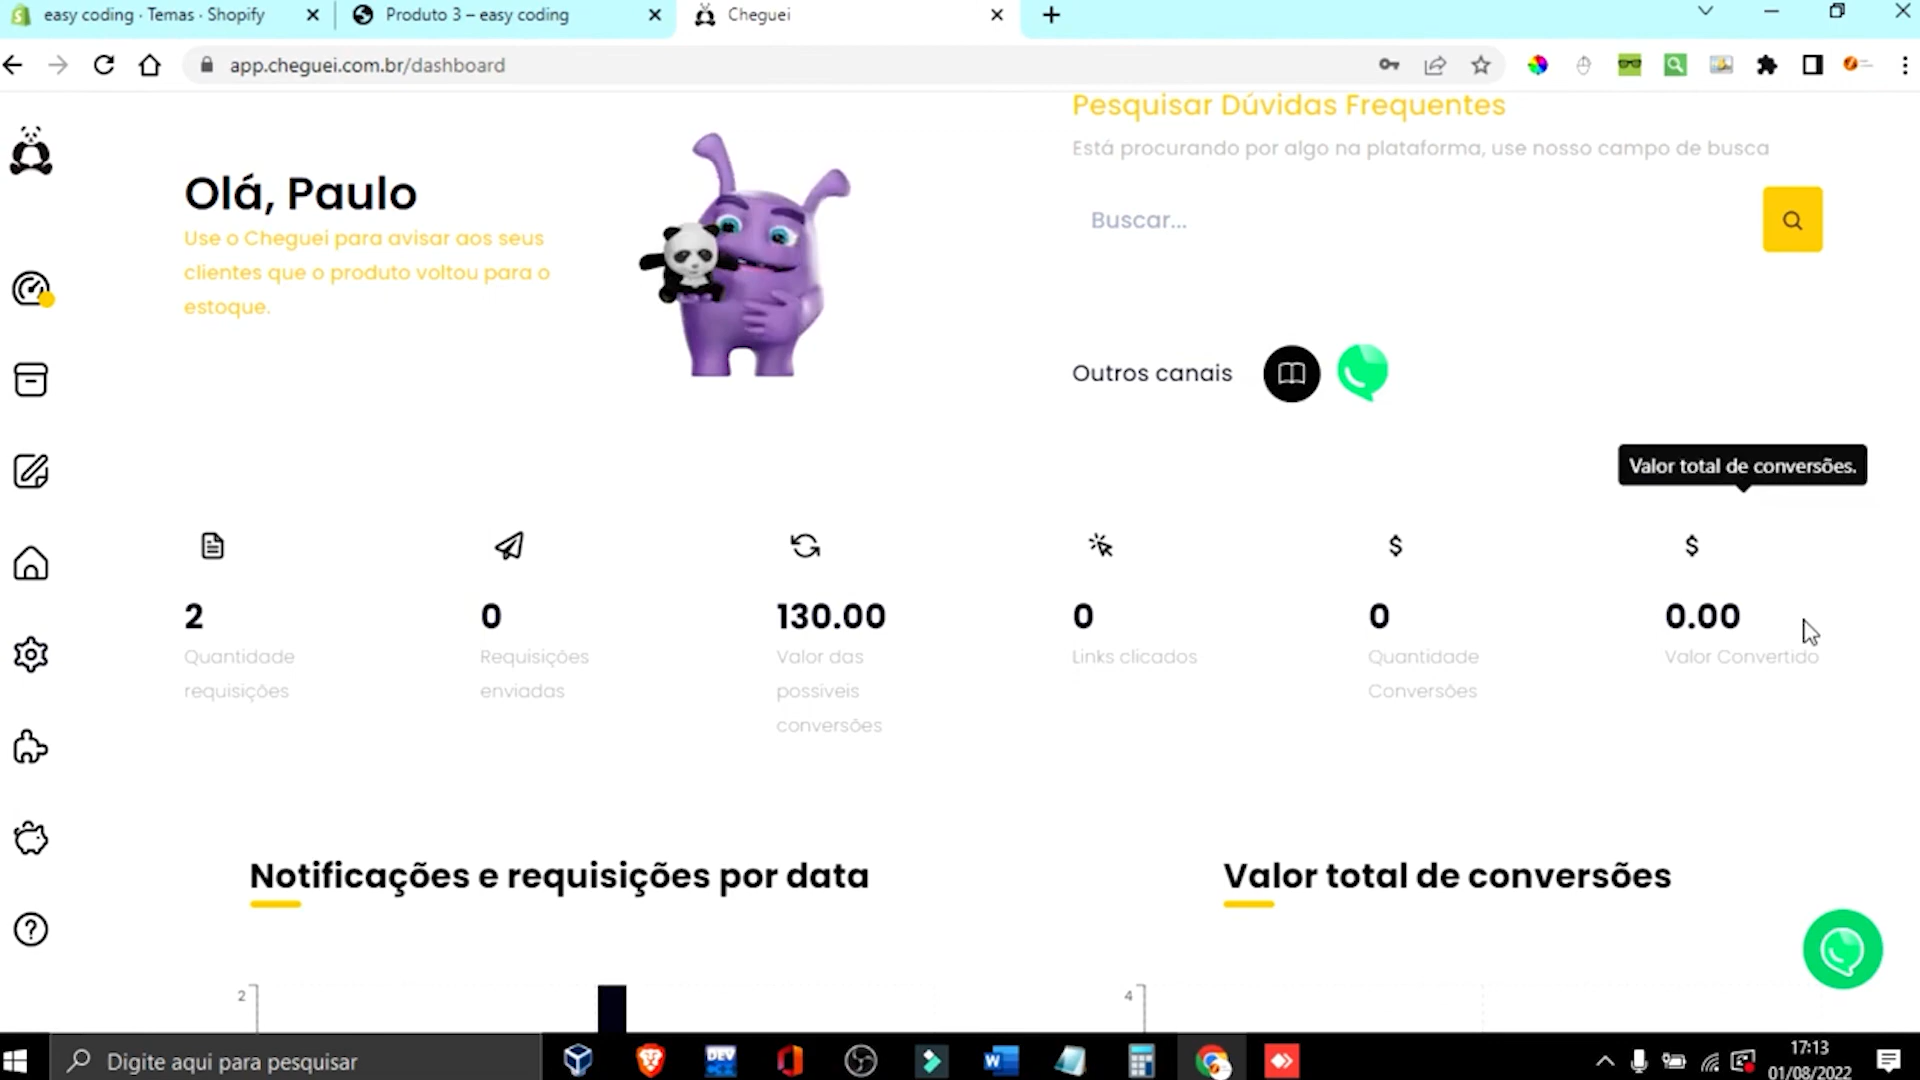 easy coding · Temas · Shopify
Produto 3 – easy coding
Cheguei
app.cheguei.com.br/dashboard
Pesquisar Dúvidas Frequentes
Está procurando por algo na plataforma, use nosso campo de busca
Olá, Paulo
Use o Cheguei para avisar aos seus
clientes que o produto voltou para o
estoque.
Buscar...
Outros canais
Valor total de conversões.
2
Quantidade
requisições
0
Requisições
enviadas
130.00
Valor das
possiveis
conversões
0
Links clicados
0
Quantidade
Conversões
0.00
Valor Convertido
Notificações e requisições por data
Valor total de conversões
2
4
Digite aqui para pesquisar
DEV
W
17:13
01/08/2022